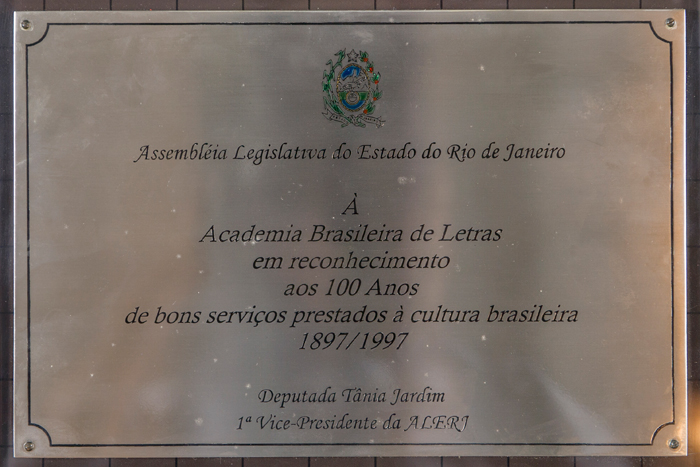 Assembléia Legislativa do Estado do Rio de Janeiro
À
Academia Brasileira de Letras
em reconhecimento
aos 100 Anos
de bons serviços prestados à cultura brasileira
1897/1997
Deputada Tânia Jardim
1ª Vice-Presidente da ALERJ